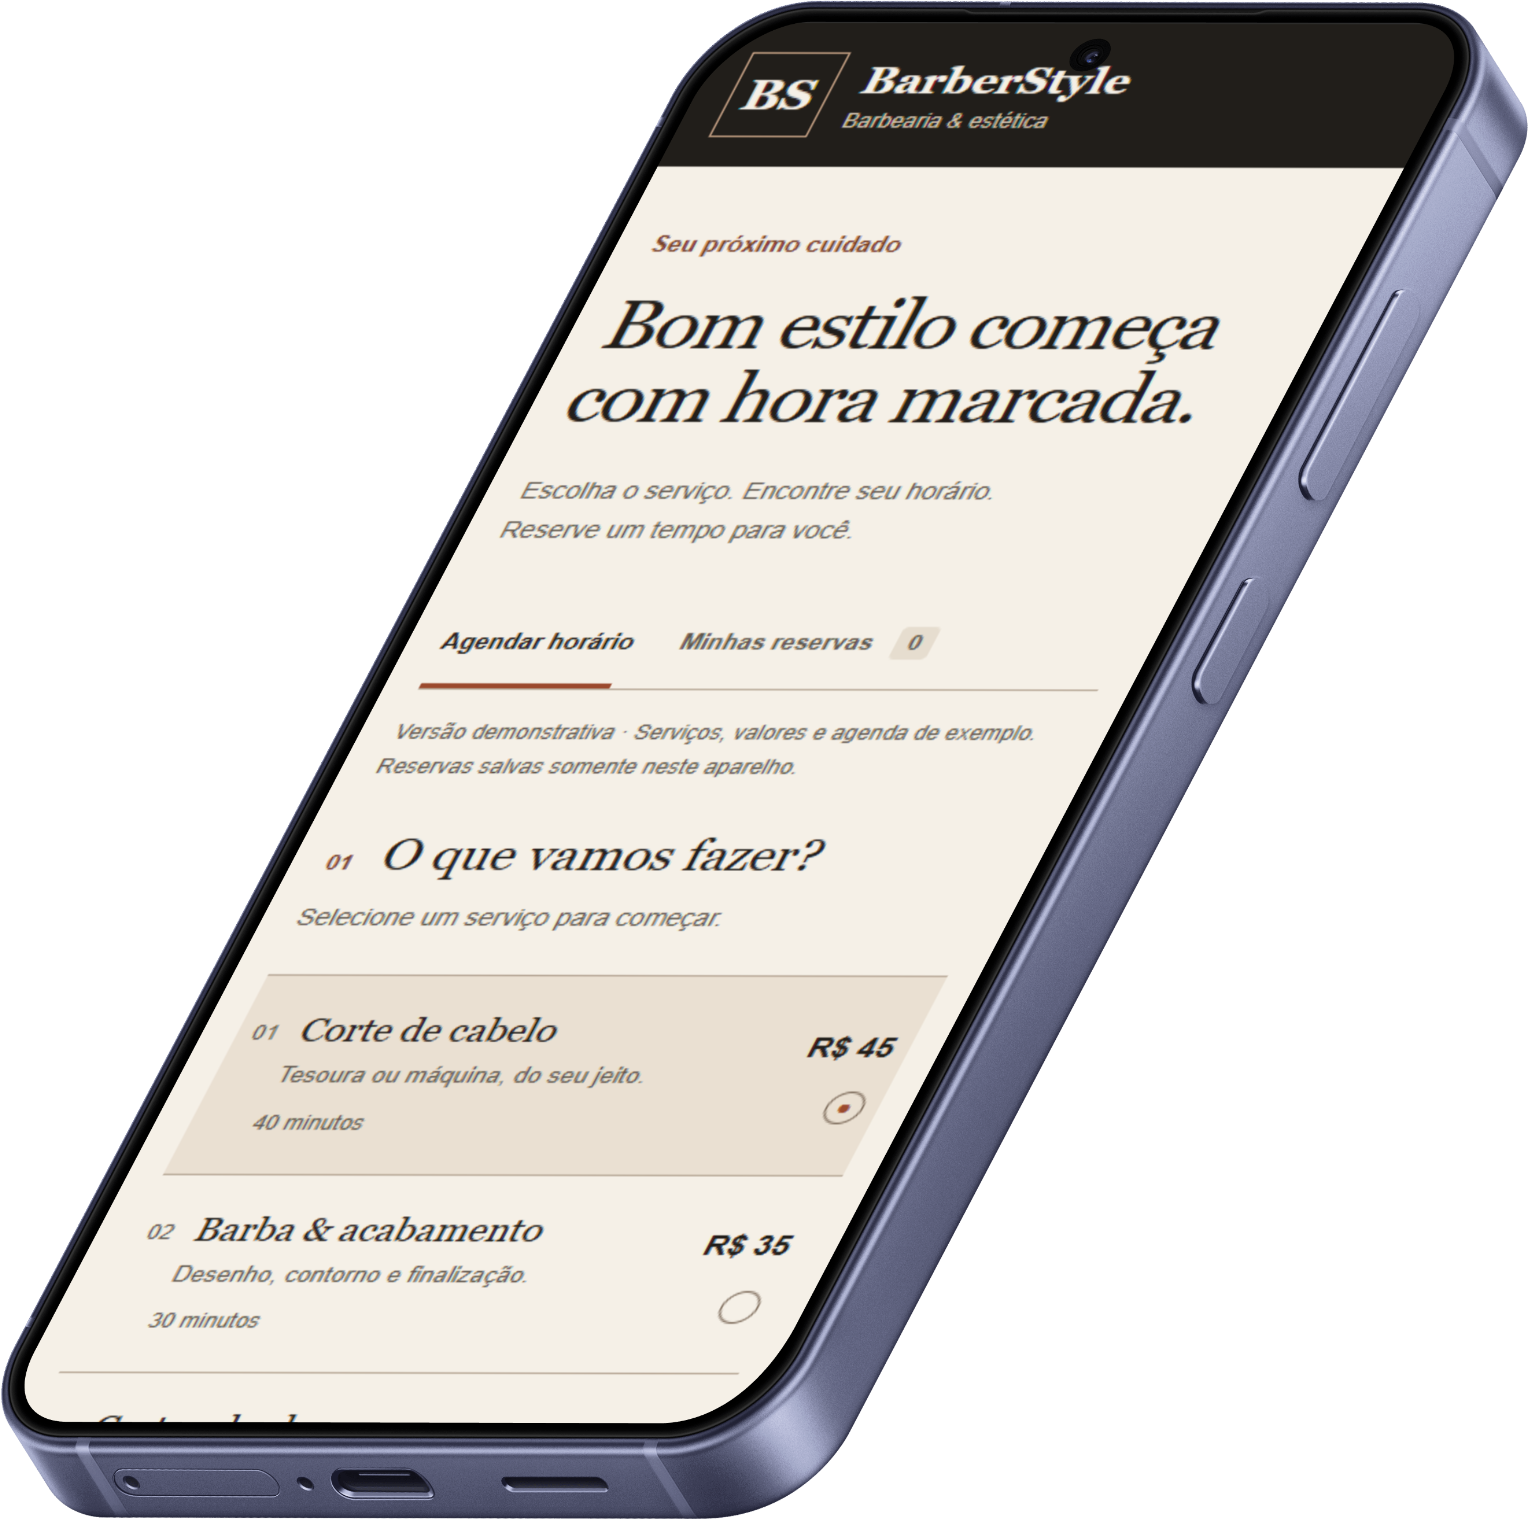 BS
BarberStyle
Barbearia & estética
Seu próximo cuidado
Bom estilo começa
com hora marcada.
Escolha o serviço. Encontre seu horário.
Reserve um tempo para você.
Agendar horário Minhas reservas 0
Versão demonstrativa · Serviços, valores e agenda de exemplo.
Reservas salvas somente neste aparelho.
01 O que vamos fazer?
Selecione um serviço para começar.
01 Corte de cabelo
R$ 45
Tesoura ou máquina, do seu jeito.
40 minutos
02 Barba & acabamento
R$ 35
Desenho, contorno e finalização.
30 minutos